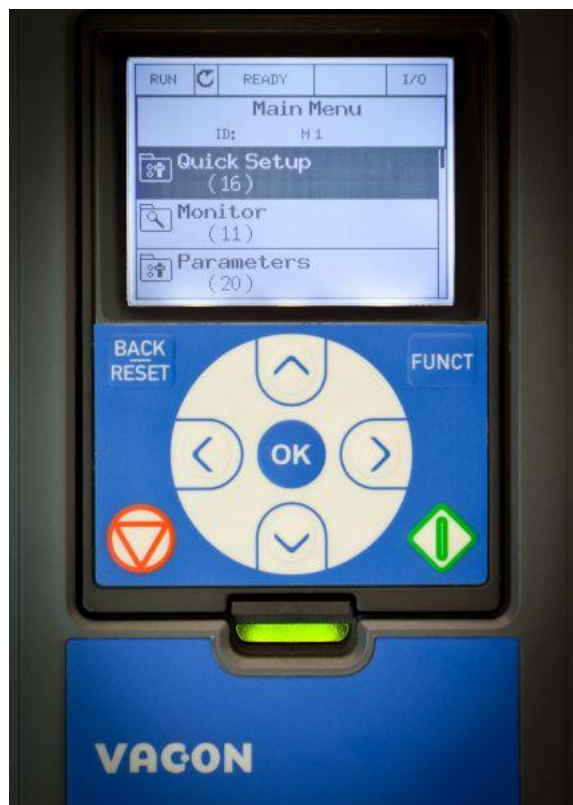 RUN READY I/O
Main Menu
ID: M1
Quick Setup
(16)
Monitor
(11)
Parameters
(20)
BACK
RESET
FUNCT
OK
VACON